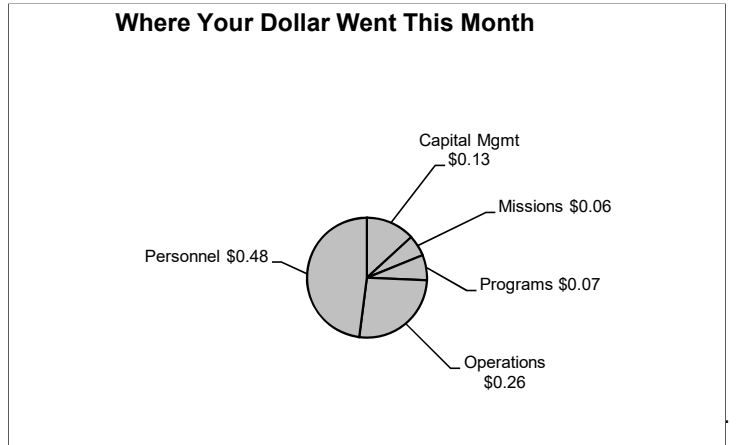 Where Your Dollar Went This Month
Capital Mgmt
$0.13
Missions $0.06
Personnel $0.48
Programs $0.07
Operations
$0.26
.